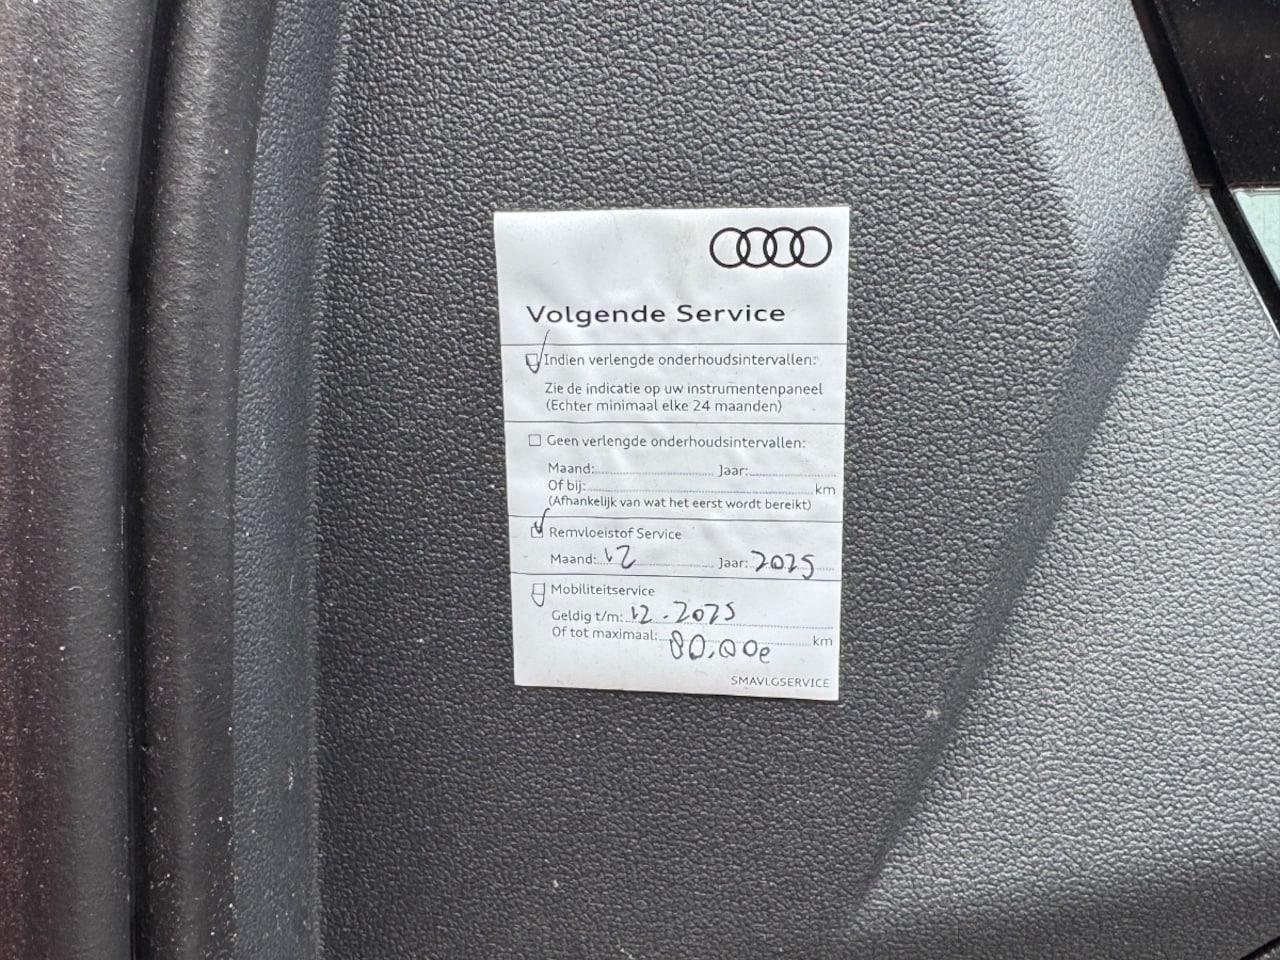 Volgende Service
Indien verlengde onderhoudsintervallen:
Zie de indicatie op uw instrumentenpaneel
(Echter minimaal elke 24 maanden)
Geen verlengde onderhoudsintervallen:
Maand: Jaar:
Of bij: km
(Afhankelijk van wat het eerst wordt bereikt)
Remvloeistof Service
Maand: 12 Jaar: 2025
Mobiliteitservice
Geldig t/m: 12.2025
Of tot maximaal: 80.000 km
SMAVLGSERVICE